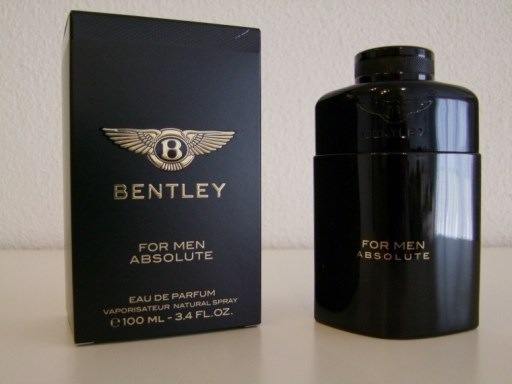 B
BENTLEY
FOR MEN
ABSOLUTE
EAU DE PARFUM
VAPORISATEUR NATURAL SPRAY
℮ 100 ML - 3.4 FL.OZ.
BENTLEY
FOR MEN
ABSOLUTE